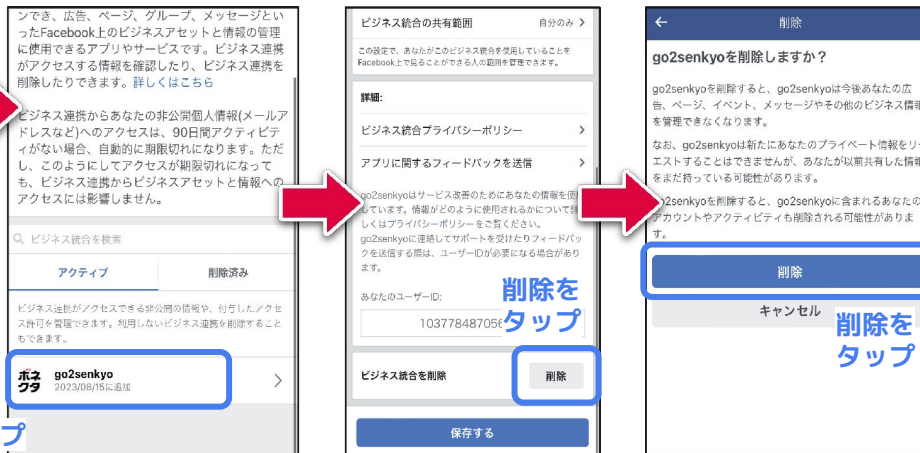 ンでき、広告、ページ、グループ、メッセージとい
ったFacebook上のビジネスアセットと情報の管理
に使用できるアプリやサービスです。ビジネス連携
がアクセスする情報を確認したり、ビジネス連携を
削除したりできます。詳しくはこちら
ビジネス連携からあなたの非公開個人情報(メールア
ドレスなど)へのアクセスは、90日間アクティビテ
ィがない場合、自動的に期限切れになります。ただ
し、このようにしてアクセスが期限切れになって
も、ビジネス連携からビジネスアセットと情報への
アクセスには影響しません。
ビジネス統合を検索
アクティブ
削除済み
ビジネス連携がアクセスできる非公開の情報や、付与したアクセ
ス許可を管理できます。利用しないビジネス連携を削除すること
もできます。
ボネ
クタ
go2senkyo
2023/08/15に追加
プ
ビジネス統合の共有範囲
自分のみ
この設定で、あなたがこのビジネス統合を使用していることを
Facebook上で見ることができる人の範囲を管理できます。
詳細:
ビジネス統合プライバシーポリシー
アプリに関するフィードバックを送信
go2senkyoはサービス改善のためにあなたの情報を使
しています。情報がどのように使用されるかについて
しくはプライバシーポリシーをご覧ください。
go2senkyoに連絡してサポートを受けたりフィードバッ
クを送信する際は、ユーザーIDが必要になる場合があり
ます。
あなたのユーザーID:
10377848705
削除を
タップ
ビジネス統合を削除
削除
保存する
削除
go2senkyoを削除しますか？
go2senkyoを削除すると、go2senkyoは今後あなたの広
告、ページ、イベント、メッセージやその他のビジネス情報
を管理できなくなります。
なお、go2senkyoは新たにあなたのプライベート情報をリ
エストすることはできませんが、あなたが以前共有した情報
をまだ持っている可能性があります。
go2senkyoを削除すると、go2senkyoに含まれるあなたの
アカウントやアクティビティも削除される可能性がありま
す。
削除
キャンセル
削除を
タップ